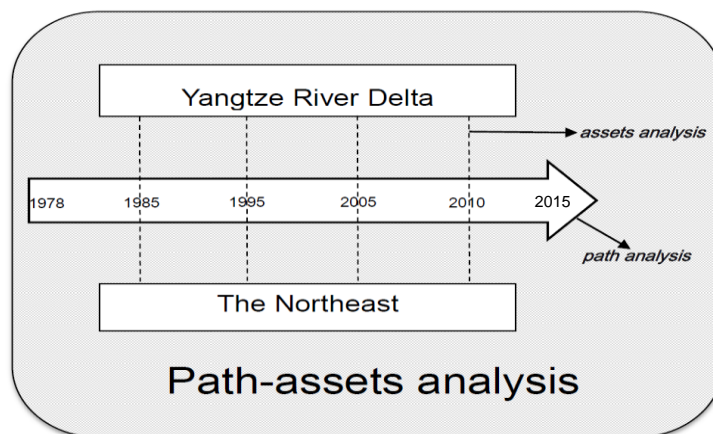 Yangtze River Delta
assets analysis
1978 1985 1995 2005 2010 2015
path analysis
The Northeast
Path-assets analysis